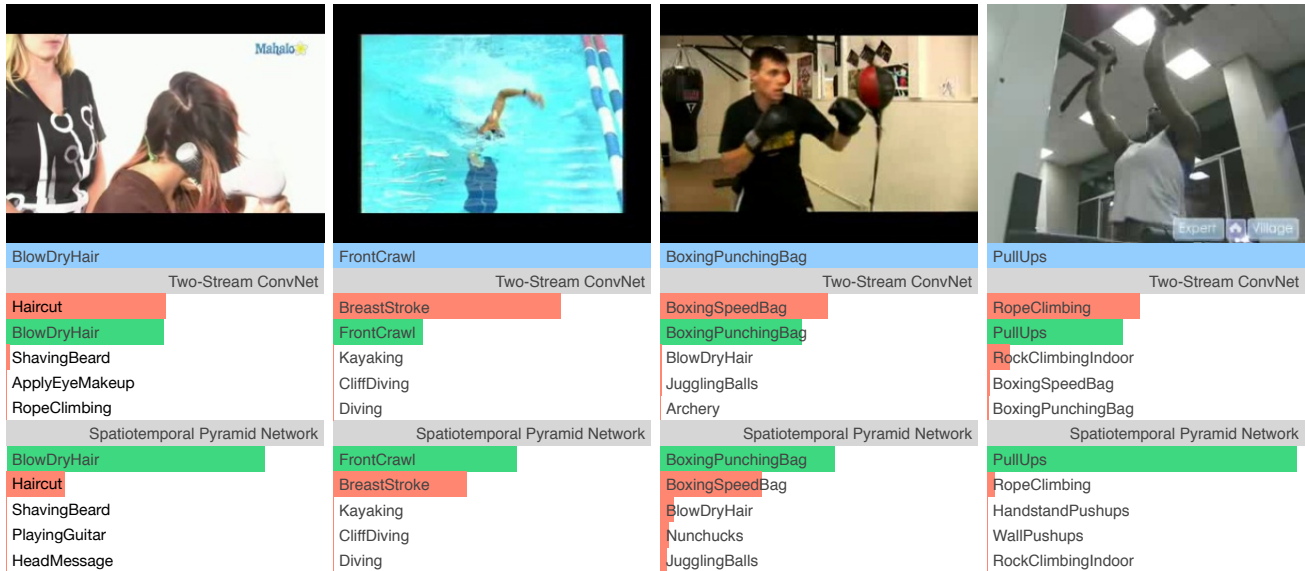 Mahalo
Expert Village
BlowDryHair
Two-Stream ConvNet
Haircut
BlowDryHair
ShavingBeard
ApplyEyeMakeup
RopeClimbing
Spatiotemporal Pyramid Network
BlowDryHair
Haircut
ShavingBeard
PlayingGuitar
HeadMessage
FrontCrawl
Two-Stream ConvNet
BreastStroke
FrontCrawl
Kayaking
CliffDiving
Diving
Spatiotemporal Pyramid Network
FrontCrawl
BreastStroke
Kayaking
CliffDiving
Diving
BoxingPunchingBag
Two-Stream ConvNet
BoxingSpeedBag
BoxingPunchingBag
BlowDryHair
JugglingBalls
Archery
Spatiotemporal Pyramid Network
BoxingPunchingBag
BoxingSpeedBag
BlowDryHair
Nunchucks
JugglingBalls
PullUps
Two-Stream ConvNet
RopeClimbing
PullUps
RockClimbingIndoor
BoxingSpeedBag
BoxingPunchingBag
Spatiotemporal Pyramid Network
PullUps
RopeClimbing
HandstandPushups
WallPushups
RockClimbingIndoor